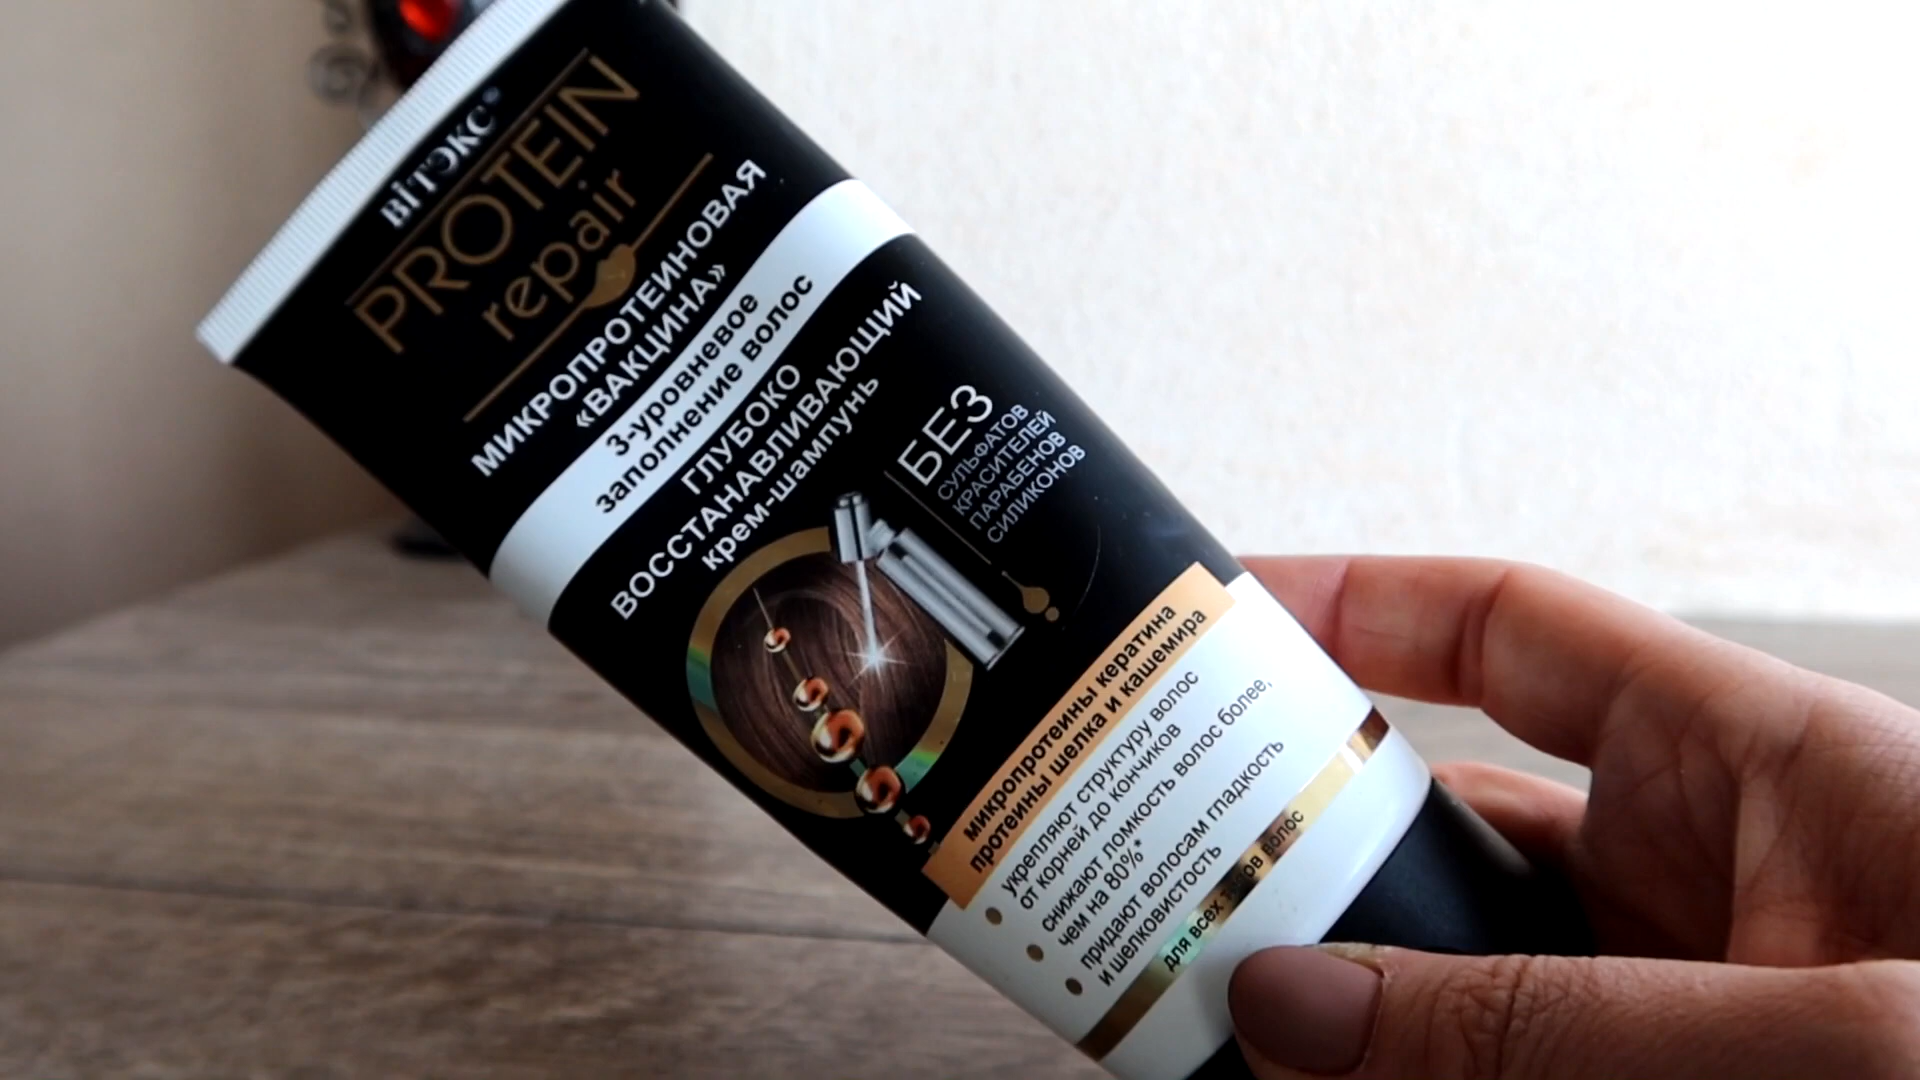 ВІТЭКС®
PROTEIN
repair
МИКРОПРОТЕИНОВАЯ
«ВАКЦИНА»
3-уровневое
заполнение волос
ГЛУБОКО
ВОССТАНАВЛИВАЮЩИЙ
крем-шампунь
БЕЗ
СУЛЬФАТОВ
КРАСИТЕЛЕЙ
ПАРАБЕНОВ
СИЛИКОНОВ
Микропротеины кератина
протеины шелка и кашемира
укрепляют структуру волос
от корней до кончиков
снижают ломкость волос более,
чем на 80%*
придают волосам гладкость
и шелковистость
для всех типов волос